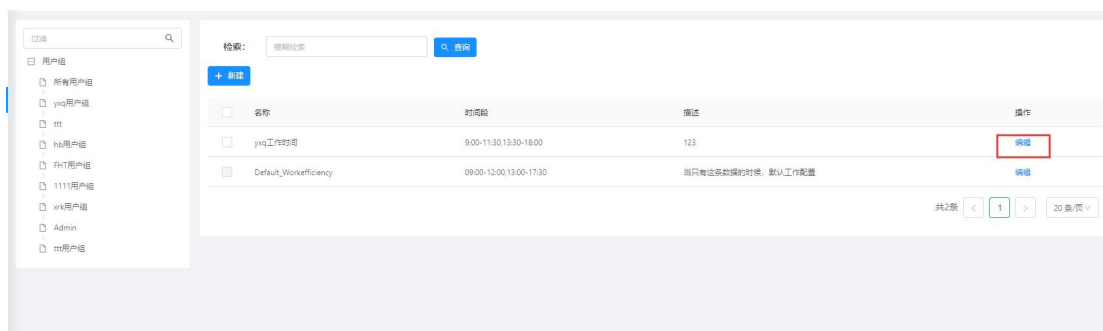 过滤
用户组
所有用户组
yxq用户组
ttt
hb用户组
FHT用户组
1111用户组
xrk用户组
Admin
ttt用户组
检索： 模糊检索 查询
+ 新建
名称 时间段 描述 操作
yxq工作时间 9:00-11:30,13:30-18:00 123 编辑
Default_Workefficiency 09:00-12:00,13:00-17:30 当只有这条数据的时候，默认工作配置 编辑
共2条 < 1 > 20 条/页